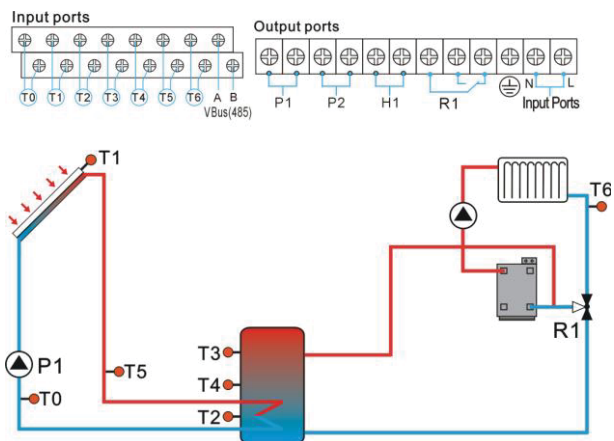 Input ports
T0 T1 T2 T3 T4 T5 T6 A B
VBus(485)
Output ports
P1 P2 H1 R1 N L
Input Ports
T1
T6
R1
P1
T0
T5
T3
T4
T2